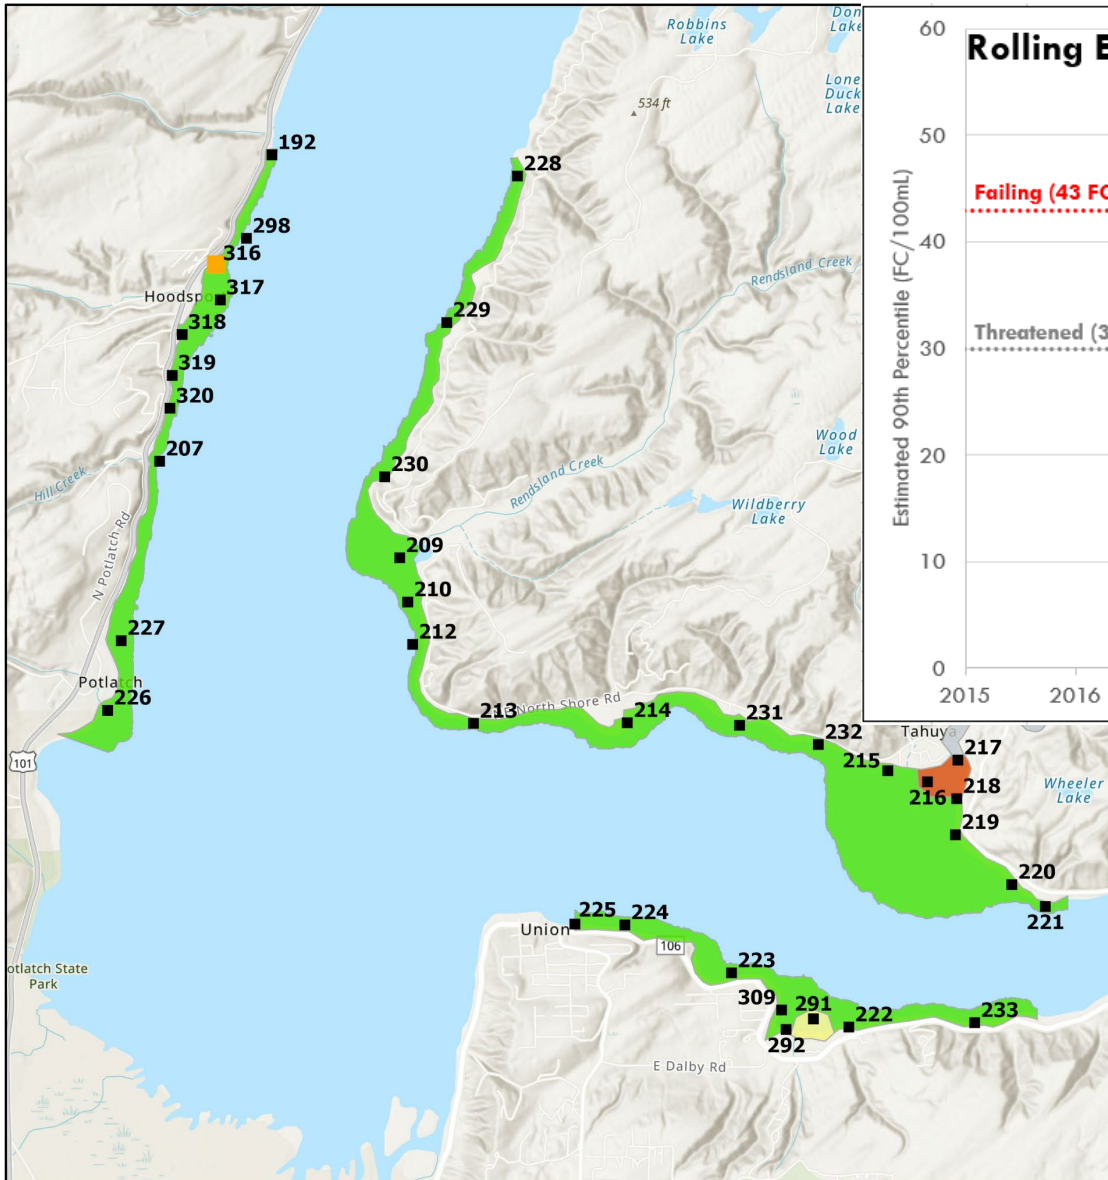 Robbins
Lake
Don
Lake
Lone
Duck
Lake
534 ft
192
228
298
316
Hoodspo
317
318
229
319
320
207
230
Hill Creek
Rendsland Creek
Rendsland Creek
Wood
Lake
Wildberry
Lake
N Potlatch Rd
209
210
212
227
Potlatch
226
101
213
North Shore Rd
214
231
232
215
Tahuya
217
216
218
Wheeler
Lake
219
220
221
225
224
Union
106
223
309
291
222
233
292
E Dalby Rd
otlatch State
Park
60
Rolling E
50
Failing (43 FC
40
Threatened (3
30
20
10
0
Estimated 90th Percentile (FC/100mL)
2015
2016